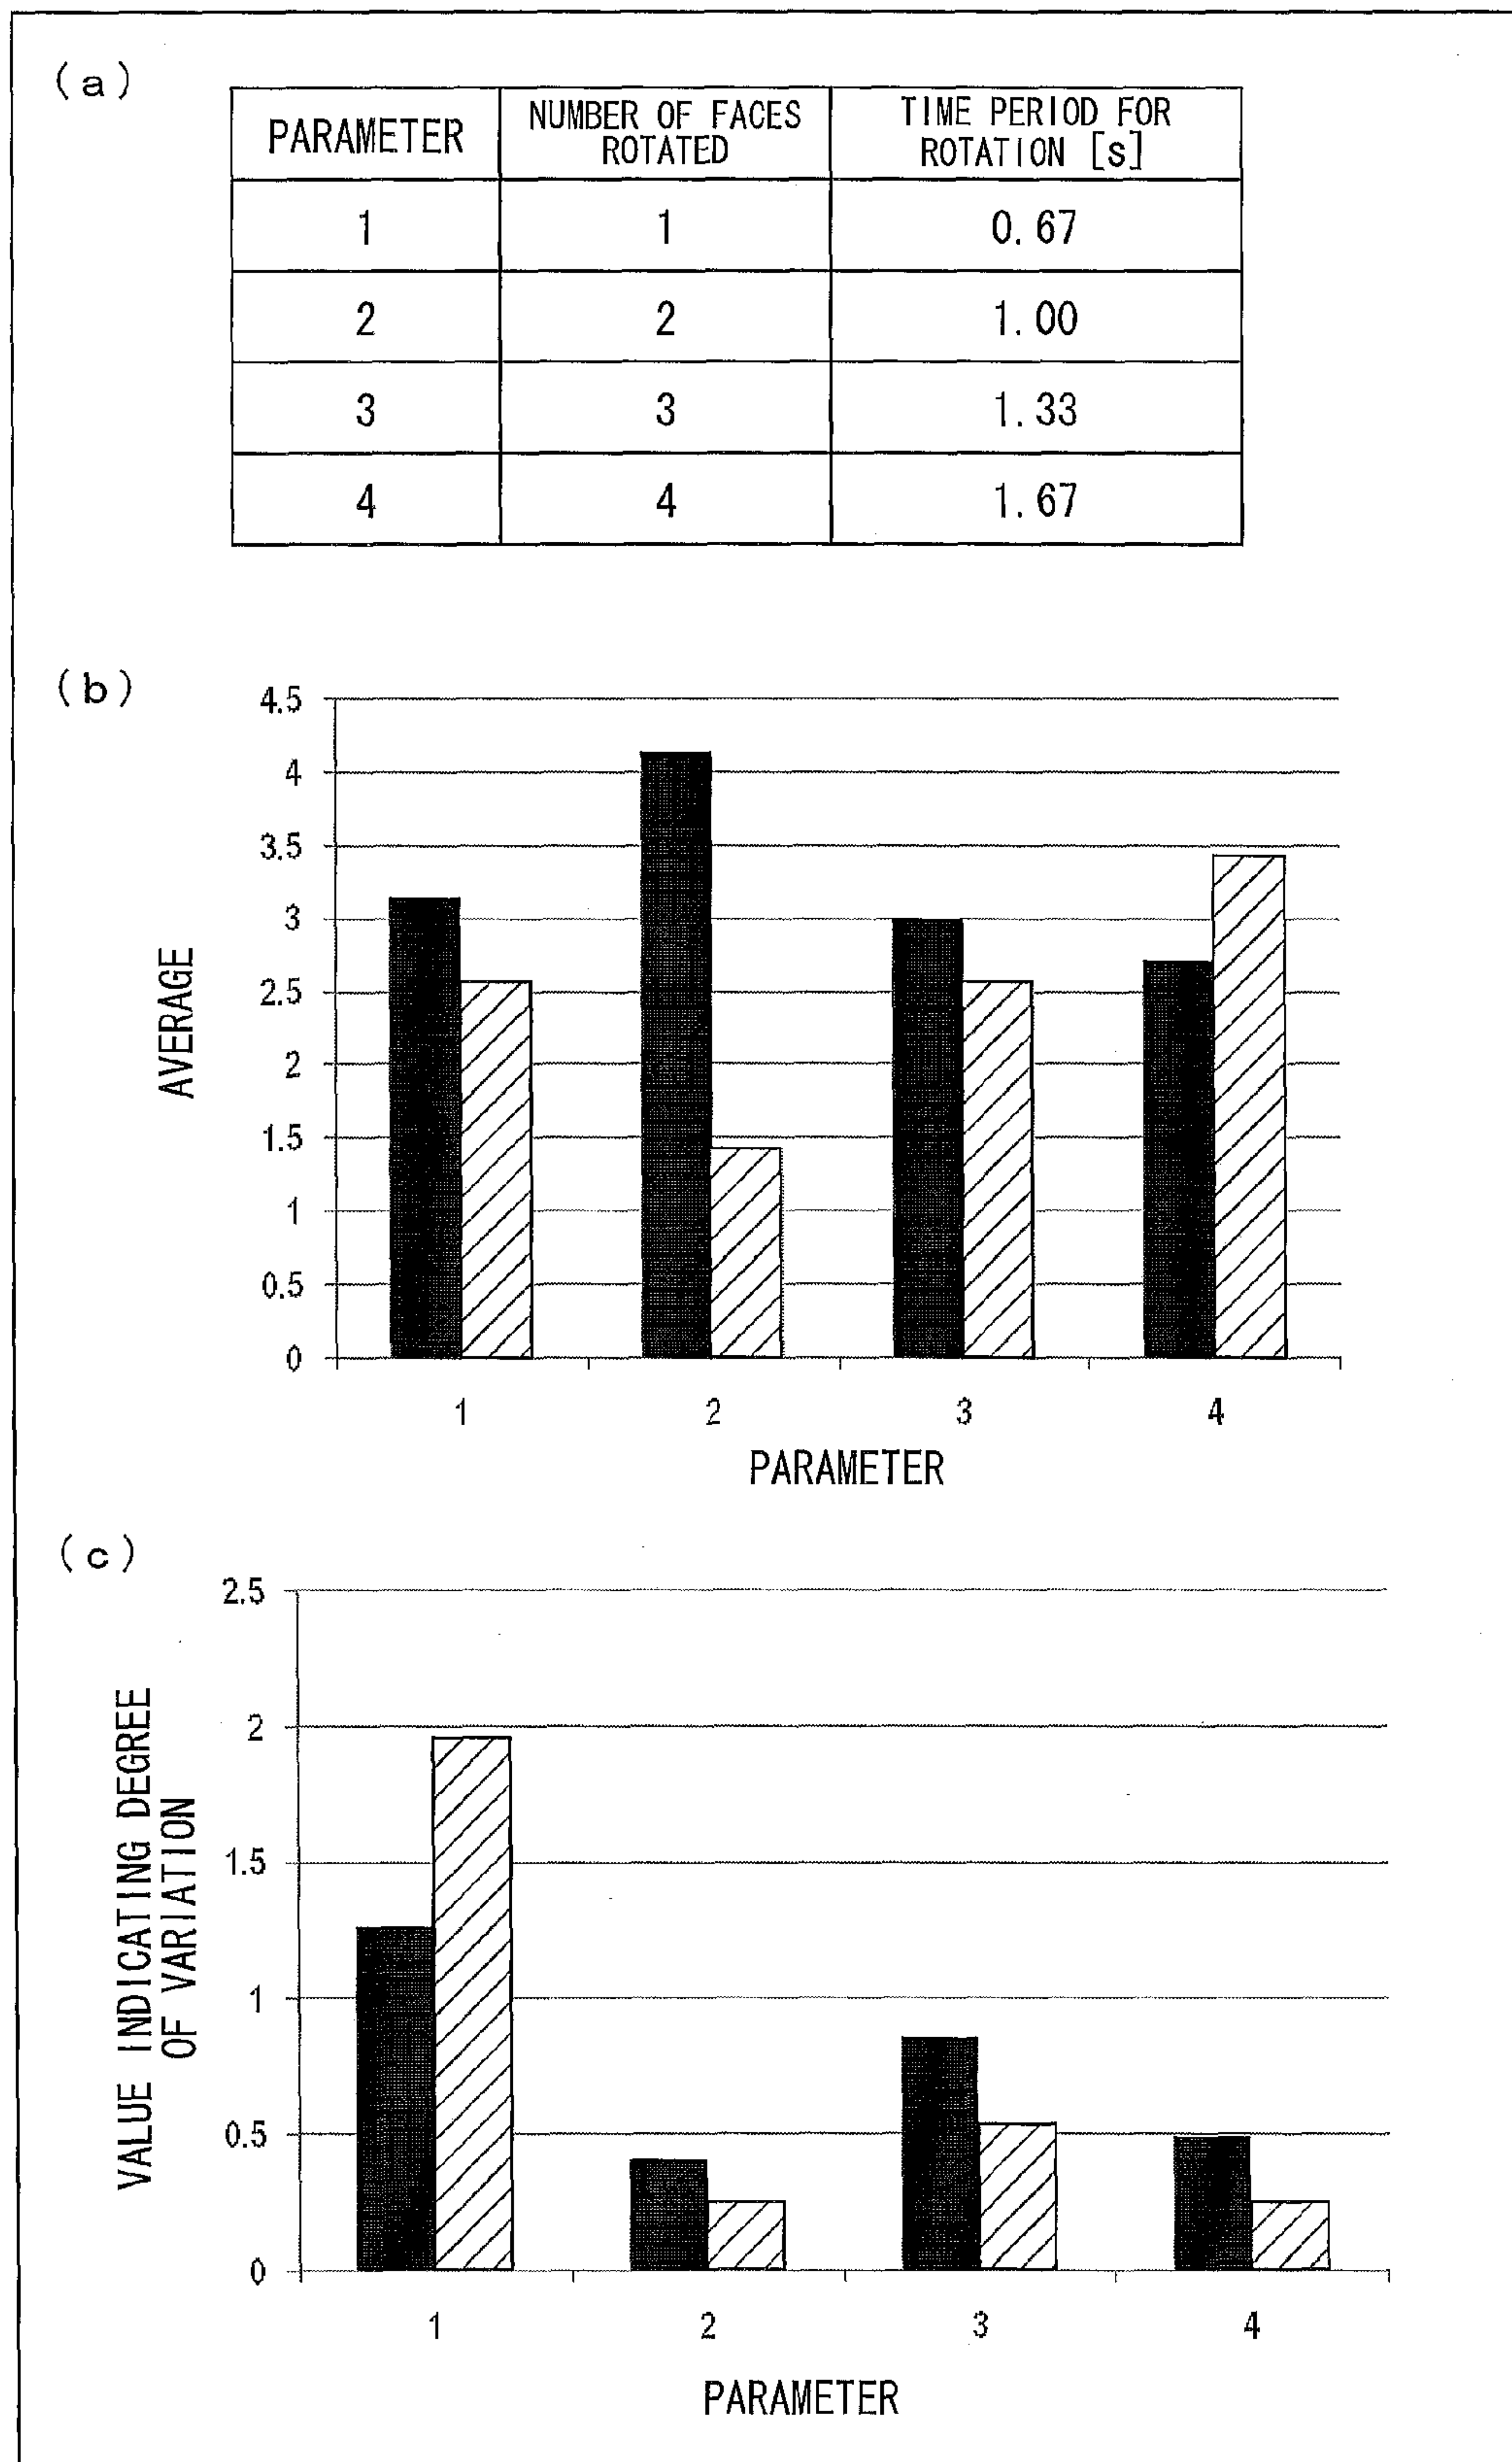 (a)
PARAMETER
NUMBER OF FACES
ROTATED
TIME PERIOD FOR
ROTATION [s]
1
1
0.67
2
2
1.00
3
3
1.33
4
4
1.67
(b)
4.5
4
3.5
3
2.5
2
1.5
1
0.5
0
AVERAGE
1
2
3
4
PARAMETER
(c)
2.5
2
1.5
1
0.5
0
VALUE INDICATING DEGREE
OF VARIATION
1
2
3
4
PARAMETER